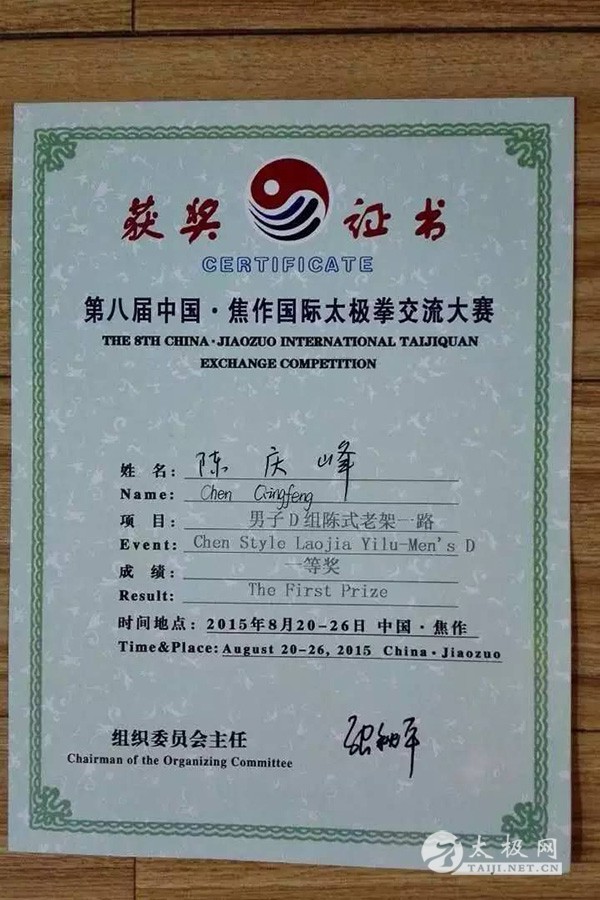 获奖 证书
CERTIFICATE
第八届中国·焦作国际太极拳交流大赛
THE 8TH CHINA·JIAOZUO INTERNATIONAL TAIJIQUAN
EXCHANGE COMPETITION
姓名: 陈庆峰
Name: Chen Qingfeng
项目: 男子D组陈式老架一路
Event: Chen Style Laojia Yilu-Men's D
成绩: 一等奖
Result: The First Prize
时间地点: 2015年8月20-26日 中国·焦作
Time&Place: August 20-26, 2015 China·Jiaozuo
组织委员会主任
Chairman of the Organizing Committee
太极网
TAIJI.NET.CN